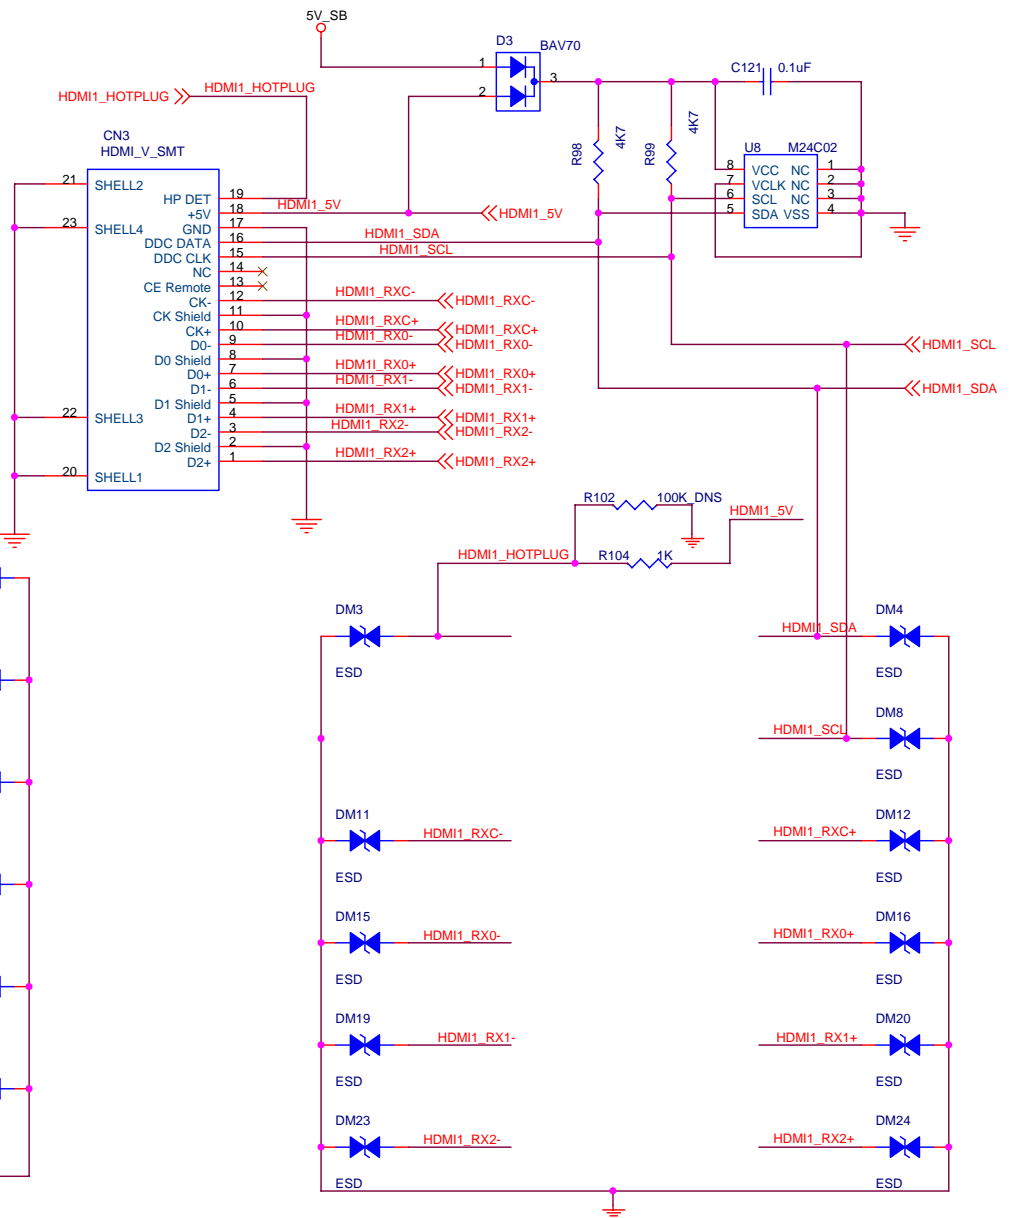 5V_SB
D3
BAV70
1
2
3
C121
0.1uF
HDMI1_HOTPLUG
HDMI1_HOTPLUG
CN3
HDMI_V_SMT
R98
4K7
R99
4K7
U8
M24C02
8
VCC
NC
1
7
VCLK
NC
2
6
SCL
NC
3
5
SDA
VSS
4
21
SHELL2
23
SHELL4
22
SHELL3
20
SHELL1
HP DET
19
+5V
18
HDMI1_5V
HDMI1_5V
GND
17
DDC DATA
16
HDMI1_SDA
DDC CLK
15
HDMI1_SCL
NC
14
CE Remote
13
CK-
12
HDMI1_RXC-
HDMI1_RXC-
CK Shield
11
CK+
10
HDMI1_RXC+
HDMI1_RXC+
D0-
9
HDMI1_RX0-
HDMI1_RX0-
D0 Shield
8
D0+
7
HDM1I_RX0+
HDMI1_RX0+
D1-
6
HDMI1_RX1-
HDMI1_RX1-
D1 Shield
5
D1+
4
HDMI1_RX1+
HDMI1_RX1+
D2-
3
HDMI1_RX2-
HDMI1_RX2-
D2 Shield
2
D2+
1
HDMI1_RX2+
HDMI1_RX2+
HDMI1_SCL
HDMI1_SDA
R102
100K_DNS
HDMI1_5V
HDMI1_HOTPLUG
R104
1K
DM3
ESD
HDMI1_SDA
DM4
ESD
HDMI1_SCL
DM8
ESD
DM11
HDMI1_RXC-
ESD
HDMI1_RXC+
DM12
ESD
DM15
HDMI1_RX0-
ESD
HDMI1_RX0+
DM16
ESD
DM19
HDMI1_RX1-
ESD
HDMI1_RX1+
DM20
ESD
DM23
HDMI1_RX2-
ESD
HDMI1_RX2+
DM24
ESD